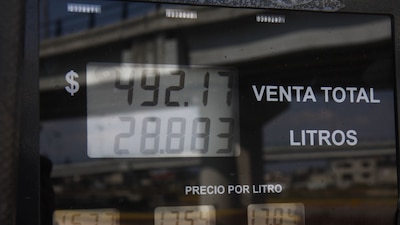 $ 492.17 VENTA TOTAL
28.883 LITROS
PRECIO POR LITRO